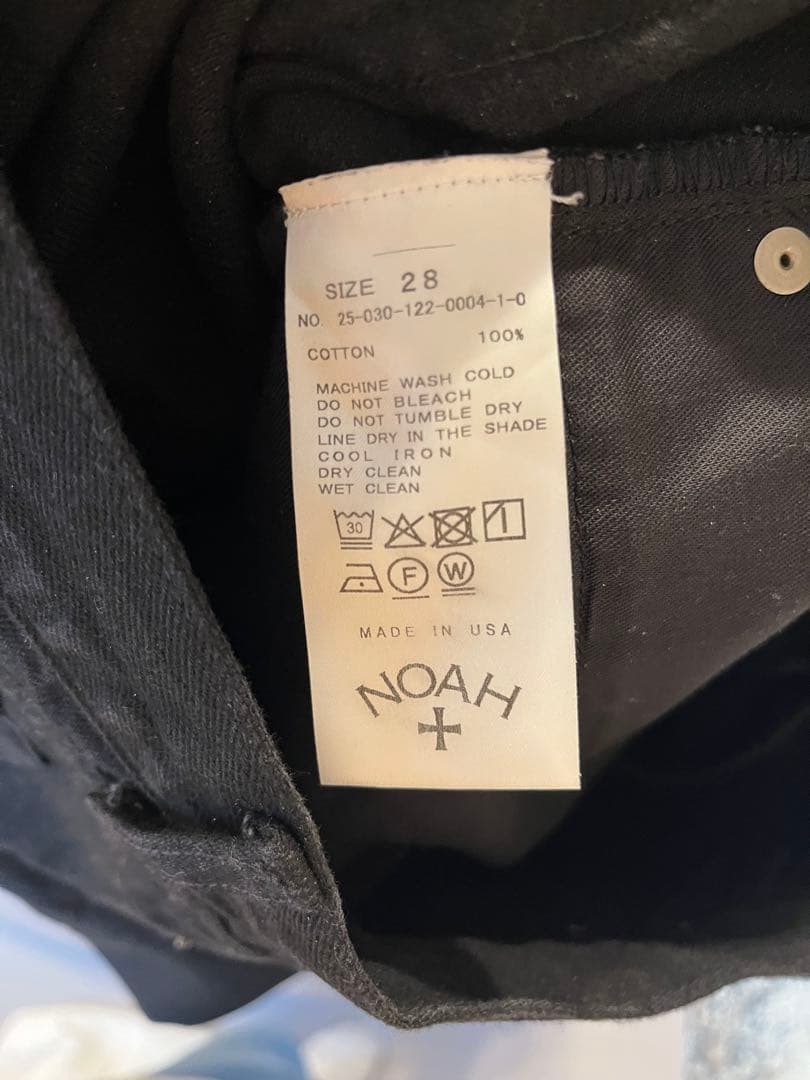 SIZE 28
NO. 25-030-122-0004-1-0
COTTON 100%
MACHINE WASH COLD
DO NOT BLEACH
DO NOT TUMBLE DRY
LINE DRY IN THE SHADE
COOL IRON
DRY CLEAN
WET CLEAN
30
F W
MADE IN USA
NOAH